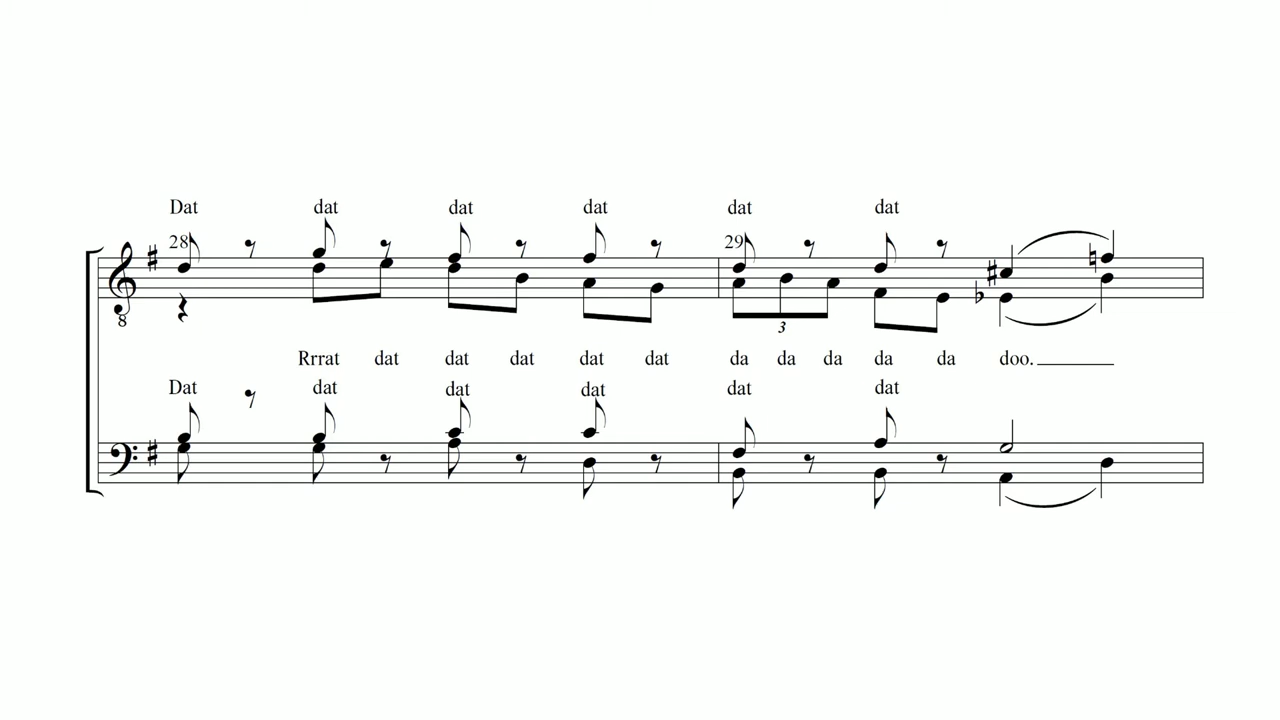 Dat dat dat dat dat dat
28 29
8
3
Rrrat dat dat dat dat dat da da da da da doo.
Dat dat dat dat dat dat